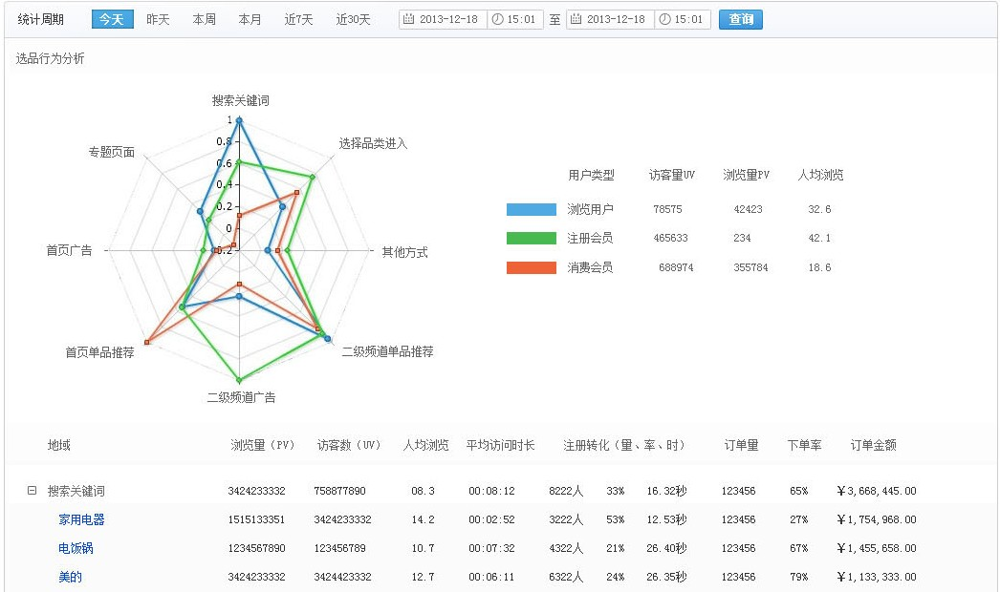 统计周期 今天 昨天 本周 本月 近7天 近30天 2013-12-18 15:01 至 2013-12-18 15:01 查询
选品行为分析
搜索关键词
选择品类进入
其他方式
二级频道单品推荐
二级频道广告
首页单品推荐
首页广告
专题页面
1
0.8
0.6
0.4
0.2
0
0.2
用户类型 访客量UV 浏览量PV 人均浏览
浏览用户 78575 42423 32.6
注册会员 465633 234 42.1
消费会员 688974 355784 18.6
地域 浏览量（PV） 访客数（UV） 人均浏览 平均访问时长 注册转化（量、率、时） 订单量 下单率 订单金额
搜索关键词 3424233332 758877890 08.3 00:08:12 8222人 33% 16.32秒 123456 65% ￥3,668,445.00
家用电器 1515133351 3424233332 14.2 00:02:52 3222人 53% 12.53秒 123456 27% ￥1,754,968.00
电饭锅 1234567890 123456789 10.7 00:07:32 4322人 21% 26.40秒 123456 67% ￥1,455,658.00
美的 3424233332 3424423332 12.7 00:06:11 6322人 24% 26.35秒 123456 79% ￥1,133,333.00